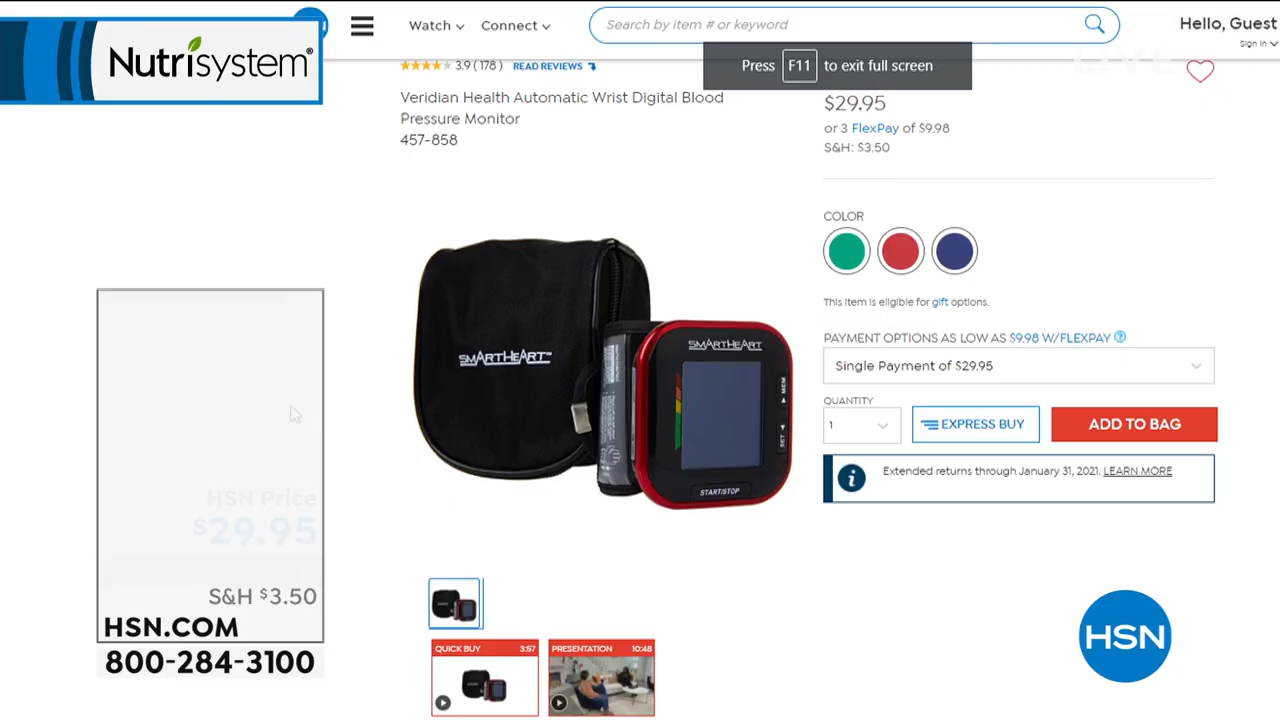 Nutrisystem®
Watch
Connect
Search by item # or keyword
Hello, Guest
Sign In
Press F11 to exit full screen
3.9 (178)
READ REVIEWS
Veridian Health Automatic Wrist Digital Blood
Pressure Monitor
457-858
$29.95
or 3 FlexPay of $9.98
S&H: $3.50
COLOR
This item is eligible for gift options.
PAYMENT OPTIONS AS LOW AS $9.98 W/FLEXPAY ?
Single Payment of $29.95
QUANTITY
1
EXPRESS BUY
ADD TO BAG
i
Extended returns through January 31, 2021. LEARN MORE
SMARTHEART™
SMARTHEART
MEM
SET
START/STOP
HSN Price
$29.95
S&H $3.50
HSN.COM
800-284-3100
QUICK BUY 3:57
PRESENTATION 10:48
HSN